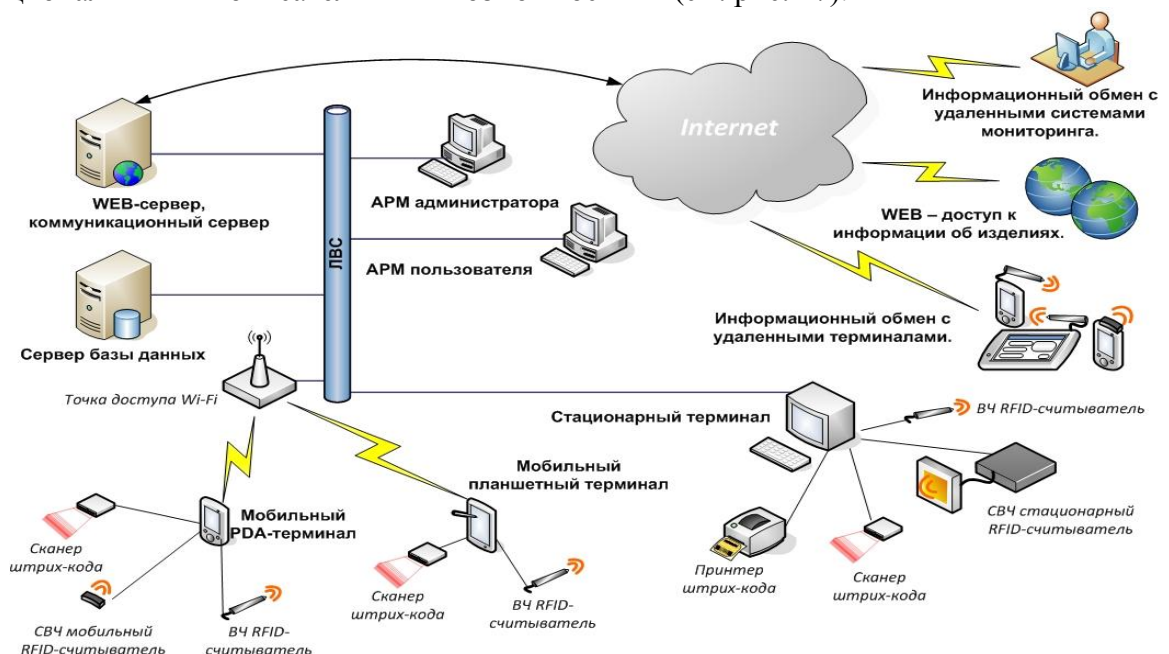 Internet
Информационный обмен с
удаленными системами
мониторинга.
WEB-сервер,
коммуникационный сервер
АРМ администратора
WEB – доступ к
информации об изделиях.
ЛВС
АРМ пользователя
Сервер базы данных
Информационный обмен с
удаленными терминалами.
Точка доступа Wi-Fi
Стационарный терминал
ВЧ RFID-считыватель
Мобильный
планшетный терминал
СВЧ стационарный
RFID-считыватель
Мобильный
PDA-терминал
Сканер
штрих-кода
Сканер
штрих-кода
Принтер
штрих-кода
Сканер
штрих-кода
ВЧ RFID-
считыватель
СВЧ мобильный
RFID-считыватель
ВЧ RFID-
считыватель